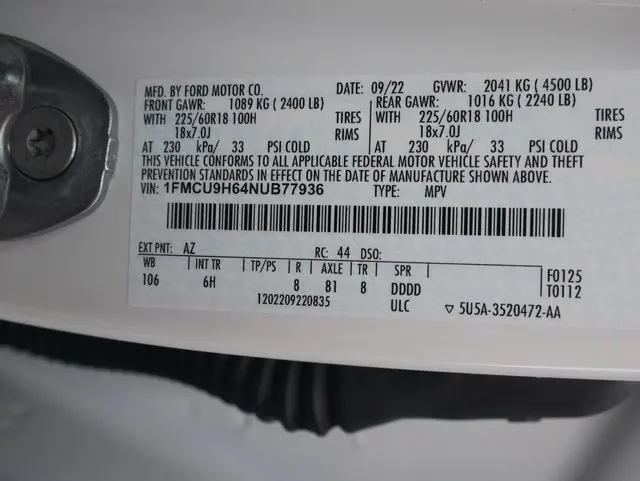 MFD. BY FORD MOTOR CO. DATE: 09/22 GVWR: 2041 KG ( 4500 LB)
FRONT GAWR: 1089 KG ( 2400 LB) REAR GAWR: 1016 KG ( 2240 LB)
WITH 225/60R18 100H TIRES WITH 225/60R18 100H TIRES
18x7.0J RIMS 18x7.0J RIMS
AT 230 kPa/ 33 PSI COLD AT 230 kPa/ 33 PSI COLD
THIS VEHICLE CONFORMS TO ALL APPLICABLE FEDERAL MOTOR VEHICLE SAFETY AND THEFT
PREVENTION STANDARDS IN EFFECT ON THE DATE OF MANUFACTURE SHOWN ABOVE.
VIN: 1FMCU9H64NUB77936 TYPE: MPV
EXT PNT: AZ RC: 44 DSO:
WB INT TR TP/PS R AXLE TR SPR F0125
106 6H 8 81 8 DDDD T0112
1202209220835 ULC ▽ 5U5A-3520472-AA